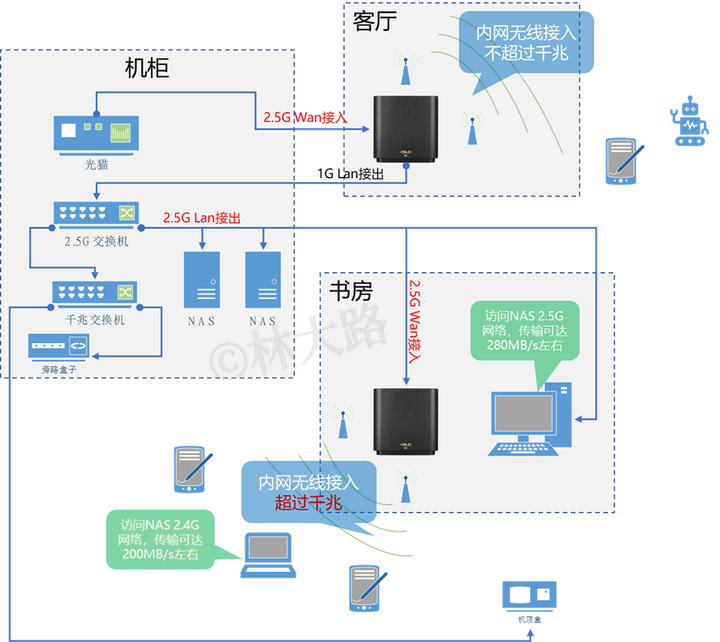 客厅
内网无线接入
不超过千兆
机柜
2.5G Wan接入
光猫
1G Lan接出
2.5G Lan接出
2.5G 交换机
NAS
NAS
千兆交换机
旁路盒子
书房
2.5G Wan接入
访问NAS 2.5G
网络，传输可达
280MB/s左右
©林大路
内网无线接入
超过千兆
访问NAS 2.4G
网络，传输可达
200MB/s左右
机顶盒
ASUS
ASUS